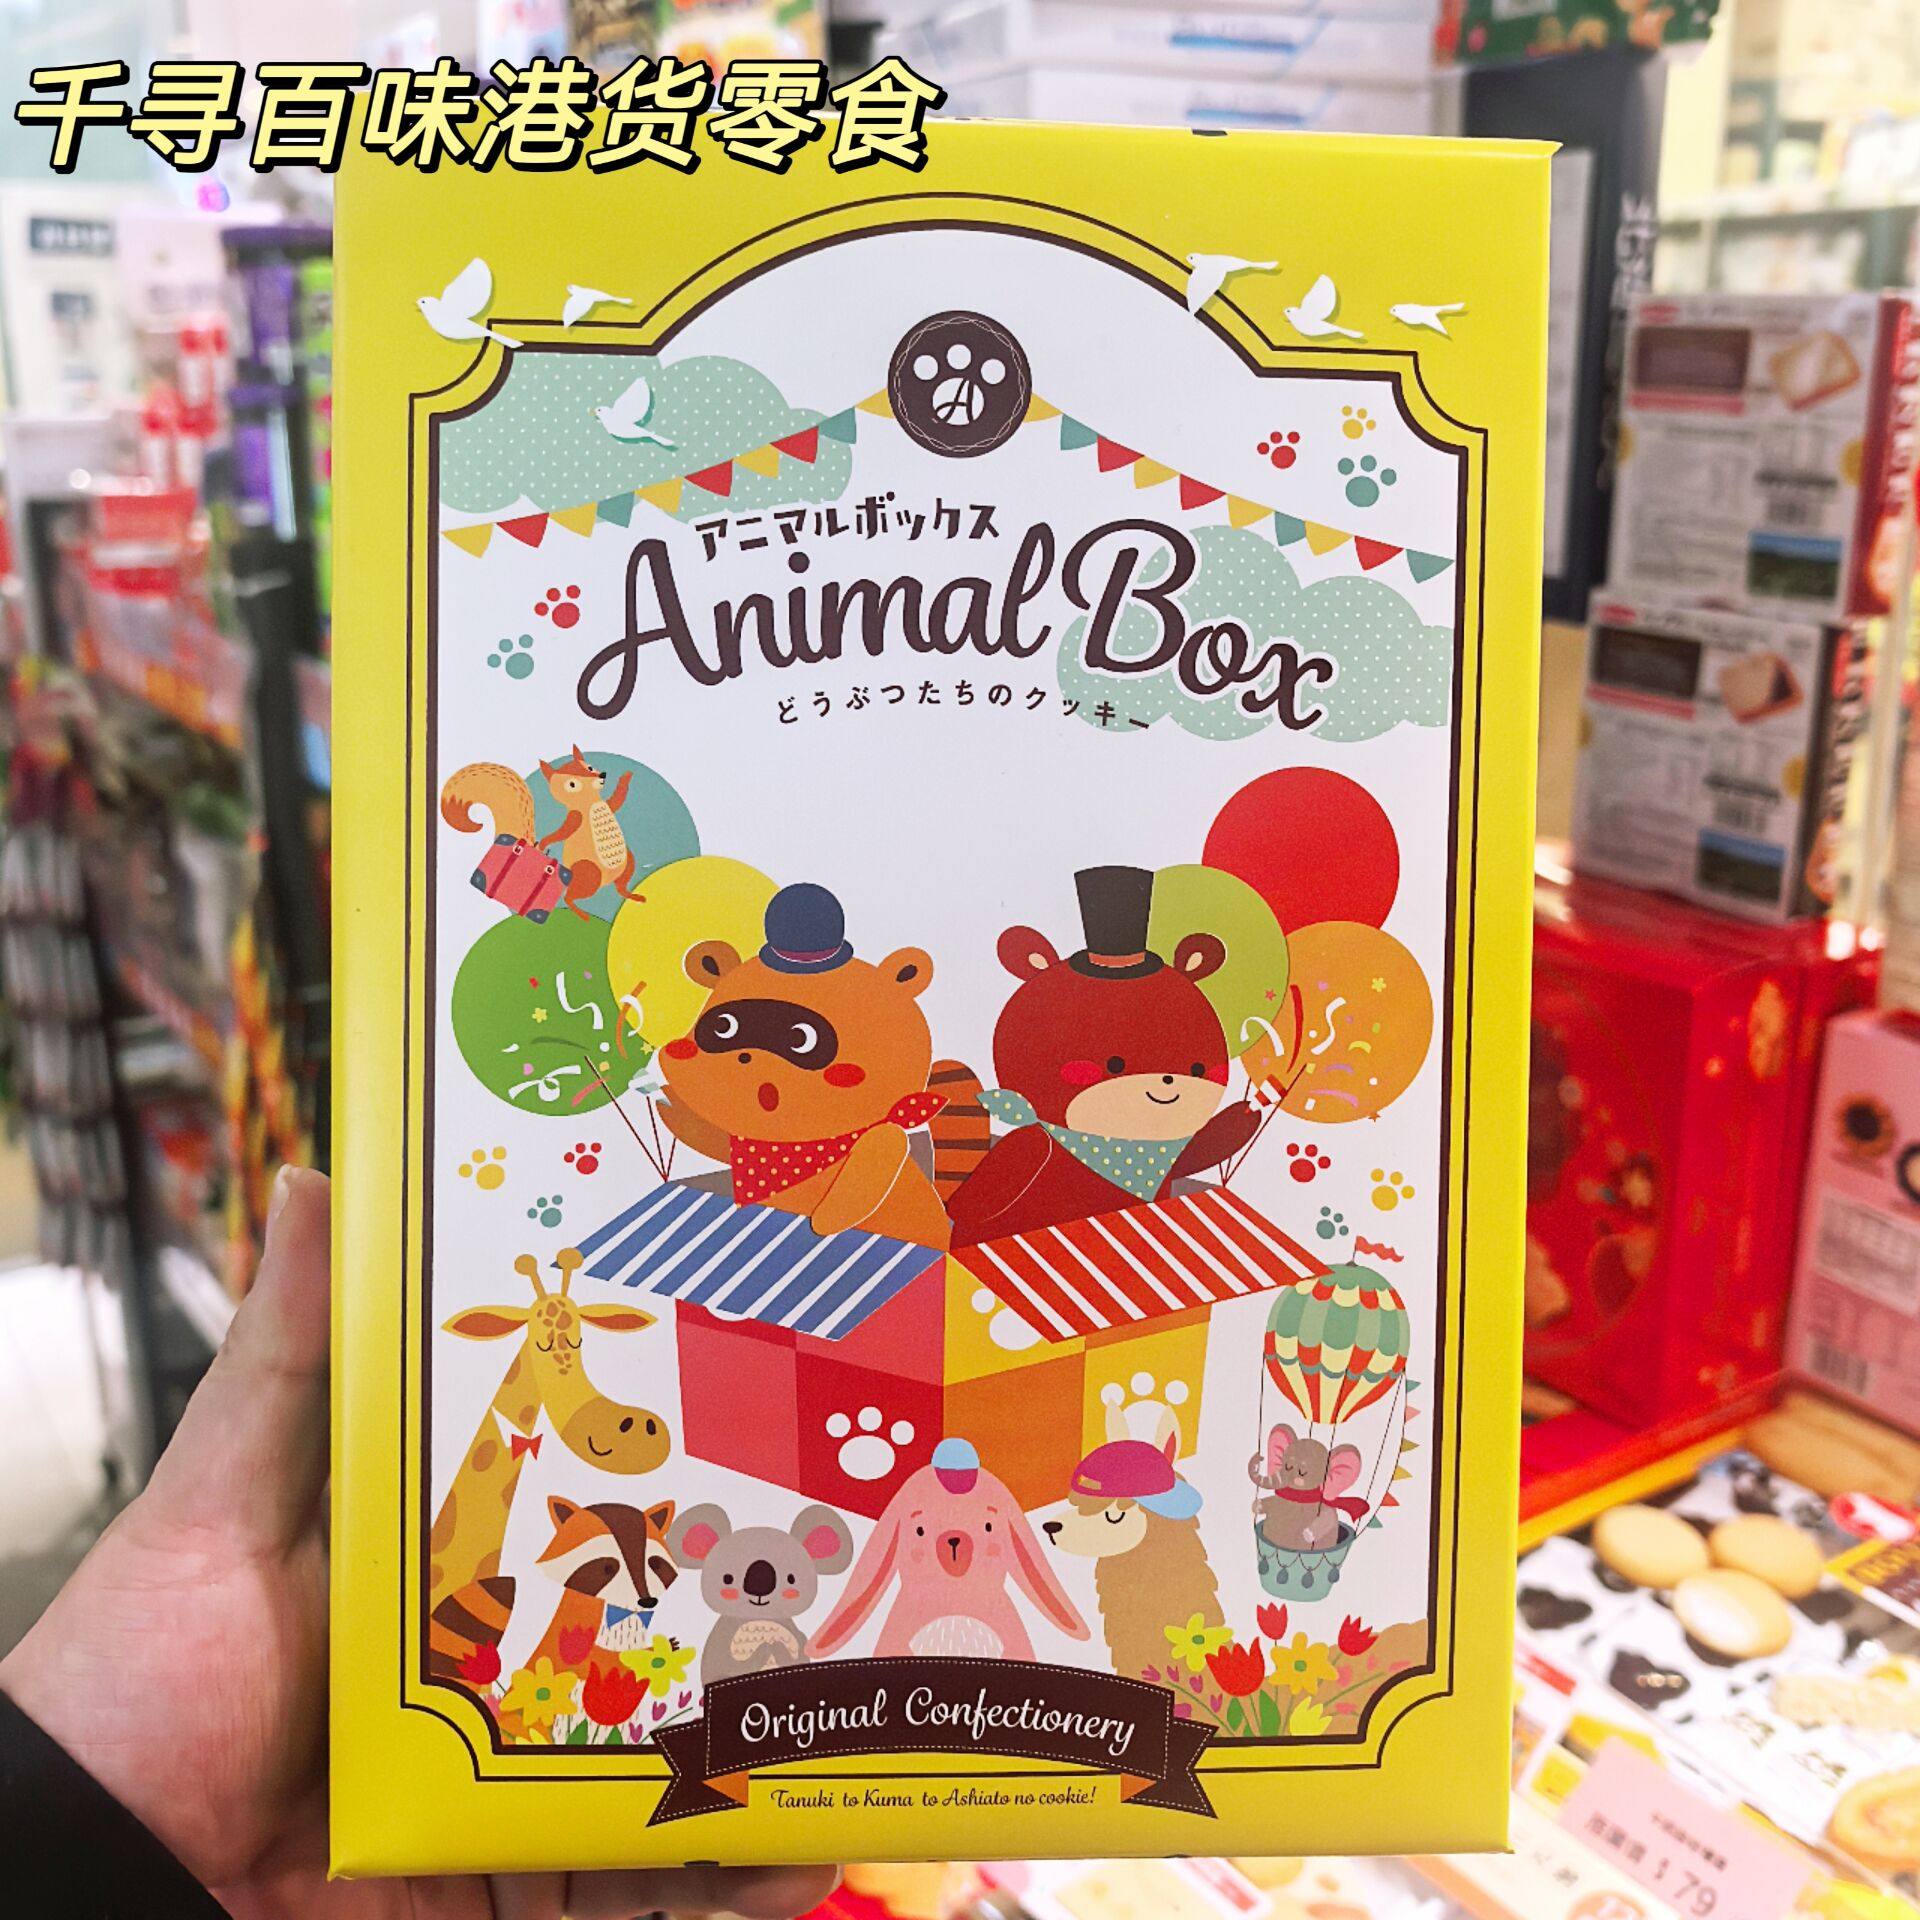 千寻百味港货零食
アニマルボックス
Animal Box
どうぶつたちのクッキー
Original Confectionery
Tanuki to Kuma to Ashiato no cookie!